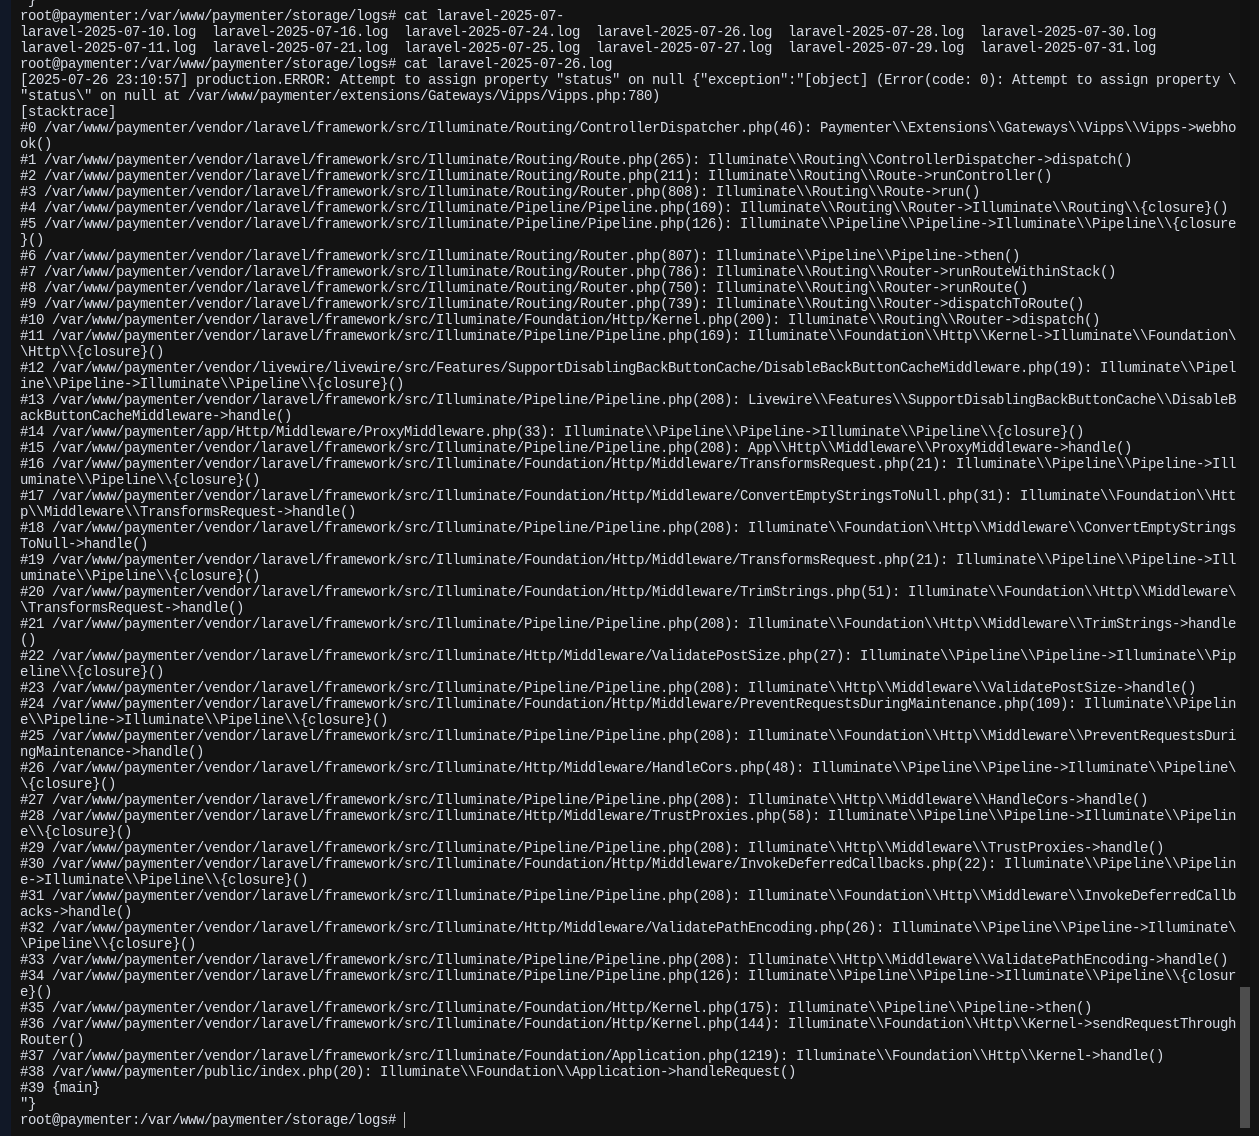 "}
root@paymenter:/var/www/paymenter/storage/logs# cat laravel-2025-07-
laravel-2025-07-10.log  laravel-2025-07-16.log  laravel-2025-07-24.log  laravel-2025-07-26.log  laravel-2025-07-28.log  laravel-2025-07-30.log
laravel-2025-07-11.log  laravel-2025-07-21.log  laravel-2025-07-25.log  laravel-2025-07-27.log  laravel-2025-07-29.log  laravel-2025-07-31.log
root@paymenter:/var/www/paymenter/storage/logs# cat laravel-2025-07-26.log
[2025-07-26 23:10:57] production.ERROR: Attempt to assign property "status" on null {"exception":"[object] (Error(code: 0): Attempt to assign property \
"status\" on null at /var/www/paymenter/extensions/Gateways/Vipps/Vipps.php:780)
[stacktrace]
#0 /var/www/paymenter/vendor/laravel/framework/src/Illuminate/Routing/ControllerDispatcher.php(46): Paymenter\\Extensions\\Gateways\\Vipps\\Vipps->webho
ok()
#1 /var/www/paymenter/vendor/laravel/framework/src/Illuminate/Routing/Route.php(265): Illuminate\\Routing\\ControllerDispatcher->dispatch()
#2 /var/www/paymenter/vendor/laravel/framework/src/Illuminate/Routing/Route.php(211): Illuminate\\Routing\\Route->runController()
#3 /var/www/paymenter/vendor/laravel/framework/src/Illuminate/Routing/Router.php(808): Illuminate\\Routing\\Route->run()
#4 /var/www/paymenter/vendor/laravel/framework/src/Illuminate/Pipeline/Pipeline.php(169): Illuminate\\Routing\\Router->Illuminate\\Routing\\{closure}()
#5 /var/www/paymenter/vendor/laravel/framework/src/Illuminate/Pipeline/Pipeline.php(126): Illuminate\\Pipeline\\Pipeline->Illuminate\\Pipeline\\{closure
}()
#6 /var/www/paymenter/vendor/laravel/framework/src/Illuminate/Routing/Router.php(807): Illuminate\\Pipeline\\Pipeline->then()
#7 /var/www/paymenter/vendor/laravel/framework/src/Illuminate/Routing/Router.php(786): Illuminate\\Routing\\Router->runRouteWithinStack()
#8 /var/www/paymenter/vendor/laravel/framework/src/Illuminate/Routing/Router.php(750): Illuminate\\Routing\\Router->runRoute()
#9 /var/www/paymenter/vendor/laravel/framework/src/Illuminate/Routing/Router.php(739): Illuminate\\Routing\\Router->dispatchToRoute()
#10 /var/www/paymenter/vendor/laravel/framework/src/Illuminate/Foundation/Http/Kernel.php(200): Illuminate\\Routing\\Router->dispatch()
#11 /var/www/paymenter/vendor/laravel/framework/src/Illuminate/Pipeline/Pipeline.php(169): Illuminate\\Foundation\\Http\\Kernel->Illuminate\\Foundation\
\Http\\{closure}()
#12 /var/www/paymenter/vendor/livewire/livewire/src/Features/SupportDisablingBackButtonCache/DisableBackButtonCacheMiddleware.php(19): Illuminate\\Pipel
ine\\Pipeline->Illuminate\\Pipeline\\{closure}()
#13 /var/www/paymenter/vendor/laravel/framework/src/Illuminate/Pipeline/Pipeline.php(208): Livewire\\Features\\SupportDisablingBackButtonCache\\DisableB
ackButtonCacheMiddleware->handle()
#14 /var/www/paymenter/app/Http/Middleware/ProxyMiddleware.php(33): Illuminate\\Pipeline\\Pipeline->Illuminate\\Pipeline\\{closure}()
#15 /var/www/paymenter/vendor/laravel/framework/src/Illuminate/Pipeline/Pipeline.php(208): App\\Http\\Middleware\\ProxyMiddleware->handle()
#16 /var/www/paymenter/vendor/laravel/framework/src/Illuminate/Foundation/Http/Middleware/TransformsRequest.php(21): Illuminate\\Pipeline\\Pipeline->Ill
uminate\\Pipeline\\{closure}()
#17 /var/www/paymenter/vendor/laravel/framework/src/Illuminate/Foundation/Http/Middleware/ConvertEmptyStringsToNull.php(31): Illuminate\\Foundation\\Htt
p\\Middleware\\TransformsRequest->handle()
#18 /var/www/paymenter/vendor/laravel/framework/src/Illuminate/Pipeline/Pipeline.php(208): Illuminate\\Foundation\\Http\\Middleware\\ConvertEmptyStrings
ToNull->handle()
#19 /var/www/paymenter/vendor/laravel/framework/src/Illuminate/Foundation/Http/Middleware/TransformsRequest.php(21): Illuminate\\Pipeline\\Pipeline->Ill
uminate\\Pipeline\\{closure}()
#20 /var/www/paymenter/vendor/laravel/framework/src/Illuminate/Foundation/Http/Middleware/TrimStrings.php(51): Illuminate\\Foundation\\Http\\Middleware\
\TransformsRequest->handle()
#21 /var/www/paymenter/vendor/laravel/framework/src/Illuminate/Pipeline/Pipeline.php(208): Illuminate\\Foundation\\Http\\Middleware\\TrimStrings->handle
()
#22 /var/www/paymenter/vendor/laravel/framework/src/Illuminate/Http/Middleware/ValidatePostSize.php(27): Illuminate\\Pipeline\\Pipeline->Illuminate\\Pip
eline\\{closure}()
#23 /var/www/paymenter/vendor/laravel/framework/src/Illuminate/Pipeline/Pipeline.php(208): Illuminate\\Http\\Middleware\\ValidatePostSize->handle()
#24 /var/www/paymenter/vendor/laravel/framework/src/Illuminate/Foundation/Http/Middleware/PreventRequestsDuringMaintenance.php(109): Illuminate\\Pipelin
e\\Pipeline->Illuminate\\Pipeline\\{closure}()
#25 /var/www/paymenter/vendor/laravel/framework/src/Illuminate/Pipeline/Pipeline.php(208): Illuminate\\Foundation\\Http\\Middleware\\PreventRequestsDuri
ngMaintenance->handle()
#26 /var/www/paymenter/vendor/laravel/framework/src/Illuminate/Http/Middleware/HandleCors.php(48): Illuminate\\Pipeline\\Pipeline->Illuminate\\Pipeline\
\{closure}()
#27 /var/www/paymenter/vendor/laravel/framework/src/Illuminate/Pipeline/Pipeline.php(208): Illuminate\\Http\\Middleware\\HandleCors->handle()
#28 /var/www/paymenter/vendor/laravel/framework/src/Illuminate/Http/Middleware/TrustProxies.php(58): Illuminate\\Pipeline\\Pipeline->Illuminate\\Pipelin
e\\{closure}()
#29 /var/www/paymenter/vendor/laravel/framework/src/Illuminate/Pipeline/Pipeline.php(208): Illuminate\\Http\\Middleware\\TrustProxies->handle()
#30 /var/www/paymenter/vendor/laravel/framework/src/Illuminate/Foundation/Http/Middleware/InvokeDeferredCallbacks.php(22): Illuminate\\Pipeline\\Pipelin
e->Illuminate\\Pipeline\\{closure}()
#31 /var/www/paymenter/vendor/laravel/framework/src/Illuminate/Pipeline/Pipeline.php(208): Illuminate\\Foundation\\Http\\Middleware\\InvokeDeferredCallb
acks->handle()
#32 /var/www/paymenter/vendor/laravel/framework/src/Illuminate/Http/Middleware/ValidatePathEncoding.php(26): Illuminate\\Pipeline\\Pipeline->Illuminate\
\Pipeline\\{closure}()
#33 /var/www/paymenter/vendor/laravel/framework/src/Illuminate/Pipeline/Pipeline.php(208): Illuminate\\Http\\Middleware\\ValidatePathEncoding->handle()
#34 /var/www/paymenter/vendor/laravel/framework/src/Illuminate/Pipeline/Pipeline.php(126): Illuminate\\Pipeline\\Pipeline->Illuminate\\Pipeline\\{closur
e}()
#35 /var/www/paymenter/vendor/laravel/framework/src/Illuminate/Foundation/Http/Kernel.php(175): Illuminate\\Pipeline\\Pipeline->then()
#36 /var/www/paymenter/vendor/laravel/framework/src/Illuminate/Foundation/Http/Kernel.php(144): Illuminate\\Foundation\\Http\\Kernel->sendRequestThrough
Router()
#37 /var/www/paymenter/vendor/laravel/framework/src/Illuminate/Foundation/Application.php(1219): Illuminate\\Foundation\\Http\\Kernel->handle()
#38 /var/www/paymenter/public/index.php(20): Illuminate\\Foundation\\Application->handleRequest()
#39 {main}
"}
root@paymenter:/var/www/paymenter/storage/logs#